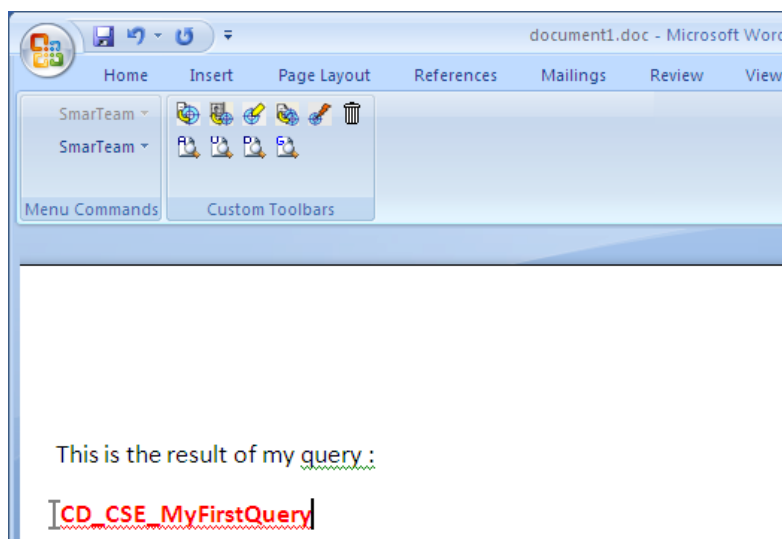 document1.doc - Microsoft Word
Home Insert Page Layout References Mailings Review View
SmarTeam
SmarTeam
Menu Commands Custom Toolbars
This is the result of my query :
CD_CSE_MyFirstQuery